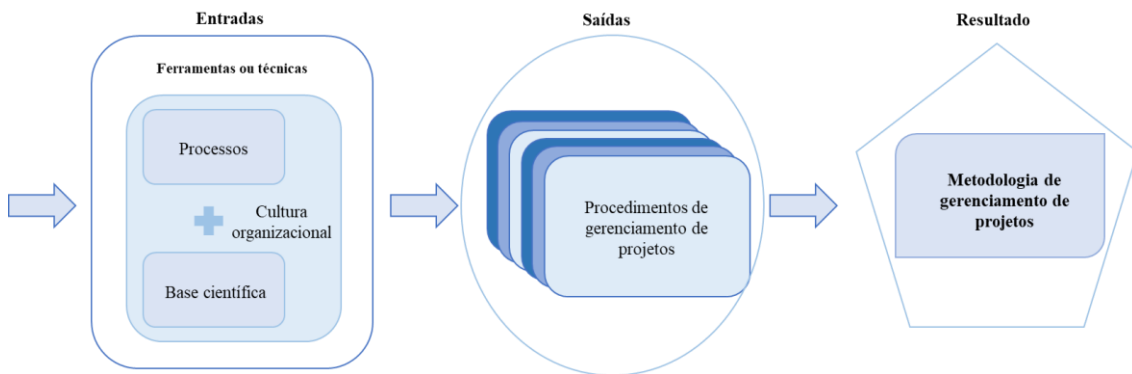 Entradas
Ferramentas ou técnicas
Processos
Cultura
organizacional
Base científica
Saídas
Procedimentos de
gerenciamento de
projetos
Resultado
Metodologia de
gerenciamento de
projetos